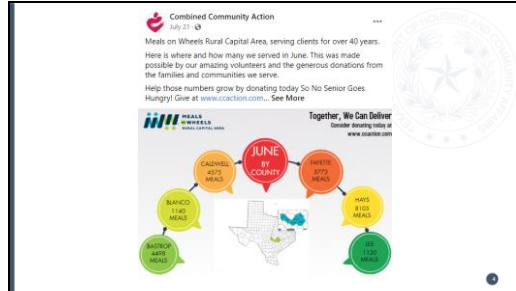 Combined Community Action
July 23
Meals on Wheels Rural Capital Area, serving clients for over 40 years.
Here is where and how many we served in June. This was made
possible by our amazing volunteers and the generous donations from
the families and communities we serve.
Help those numbers grow by donating today So No Senior Goes
Hungry! Give at www.ccaction.com... See More
MEALS
ON WHEELS
RURAL CAPITAL AREA
Together, We Can Deliver
Consider donating today at
www.ccaction.com
JUNE
BY
COUNTY
CALDWELL
4575
MEALS
FAYETTE
3773
MEALS
BLANCO
1140
MEALS
HAYS
8105
MEALS
BASTROP
4498
MEALS
LEE
1120
MEALS
4